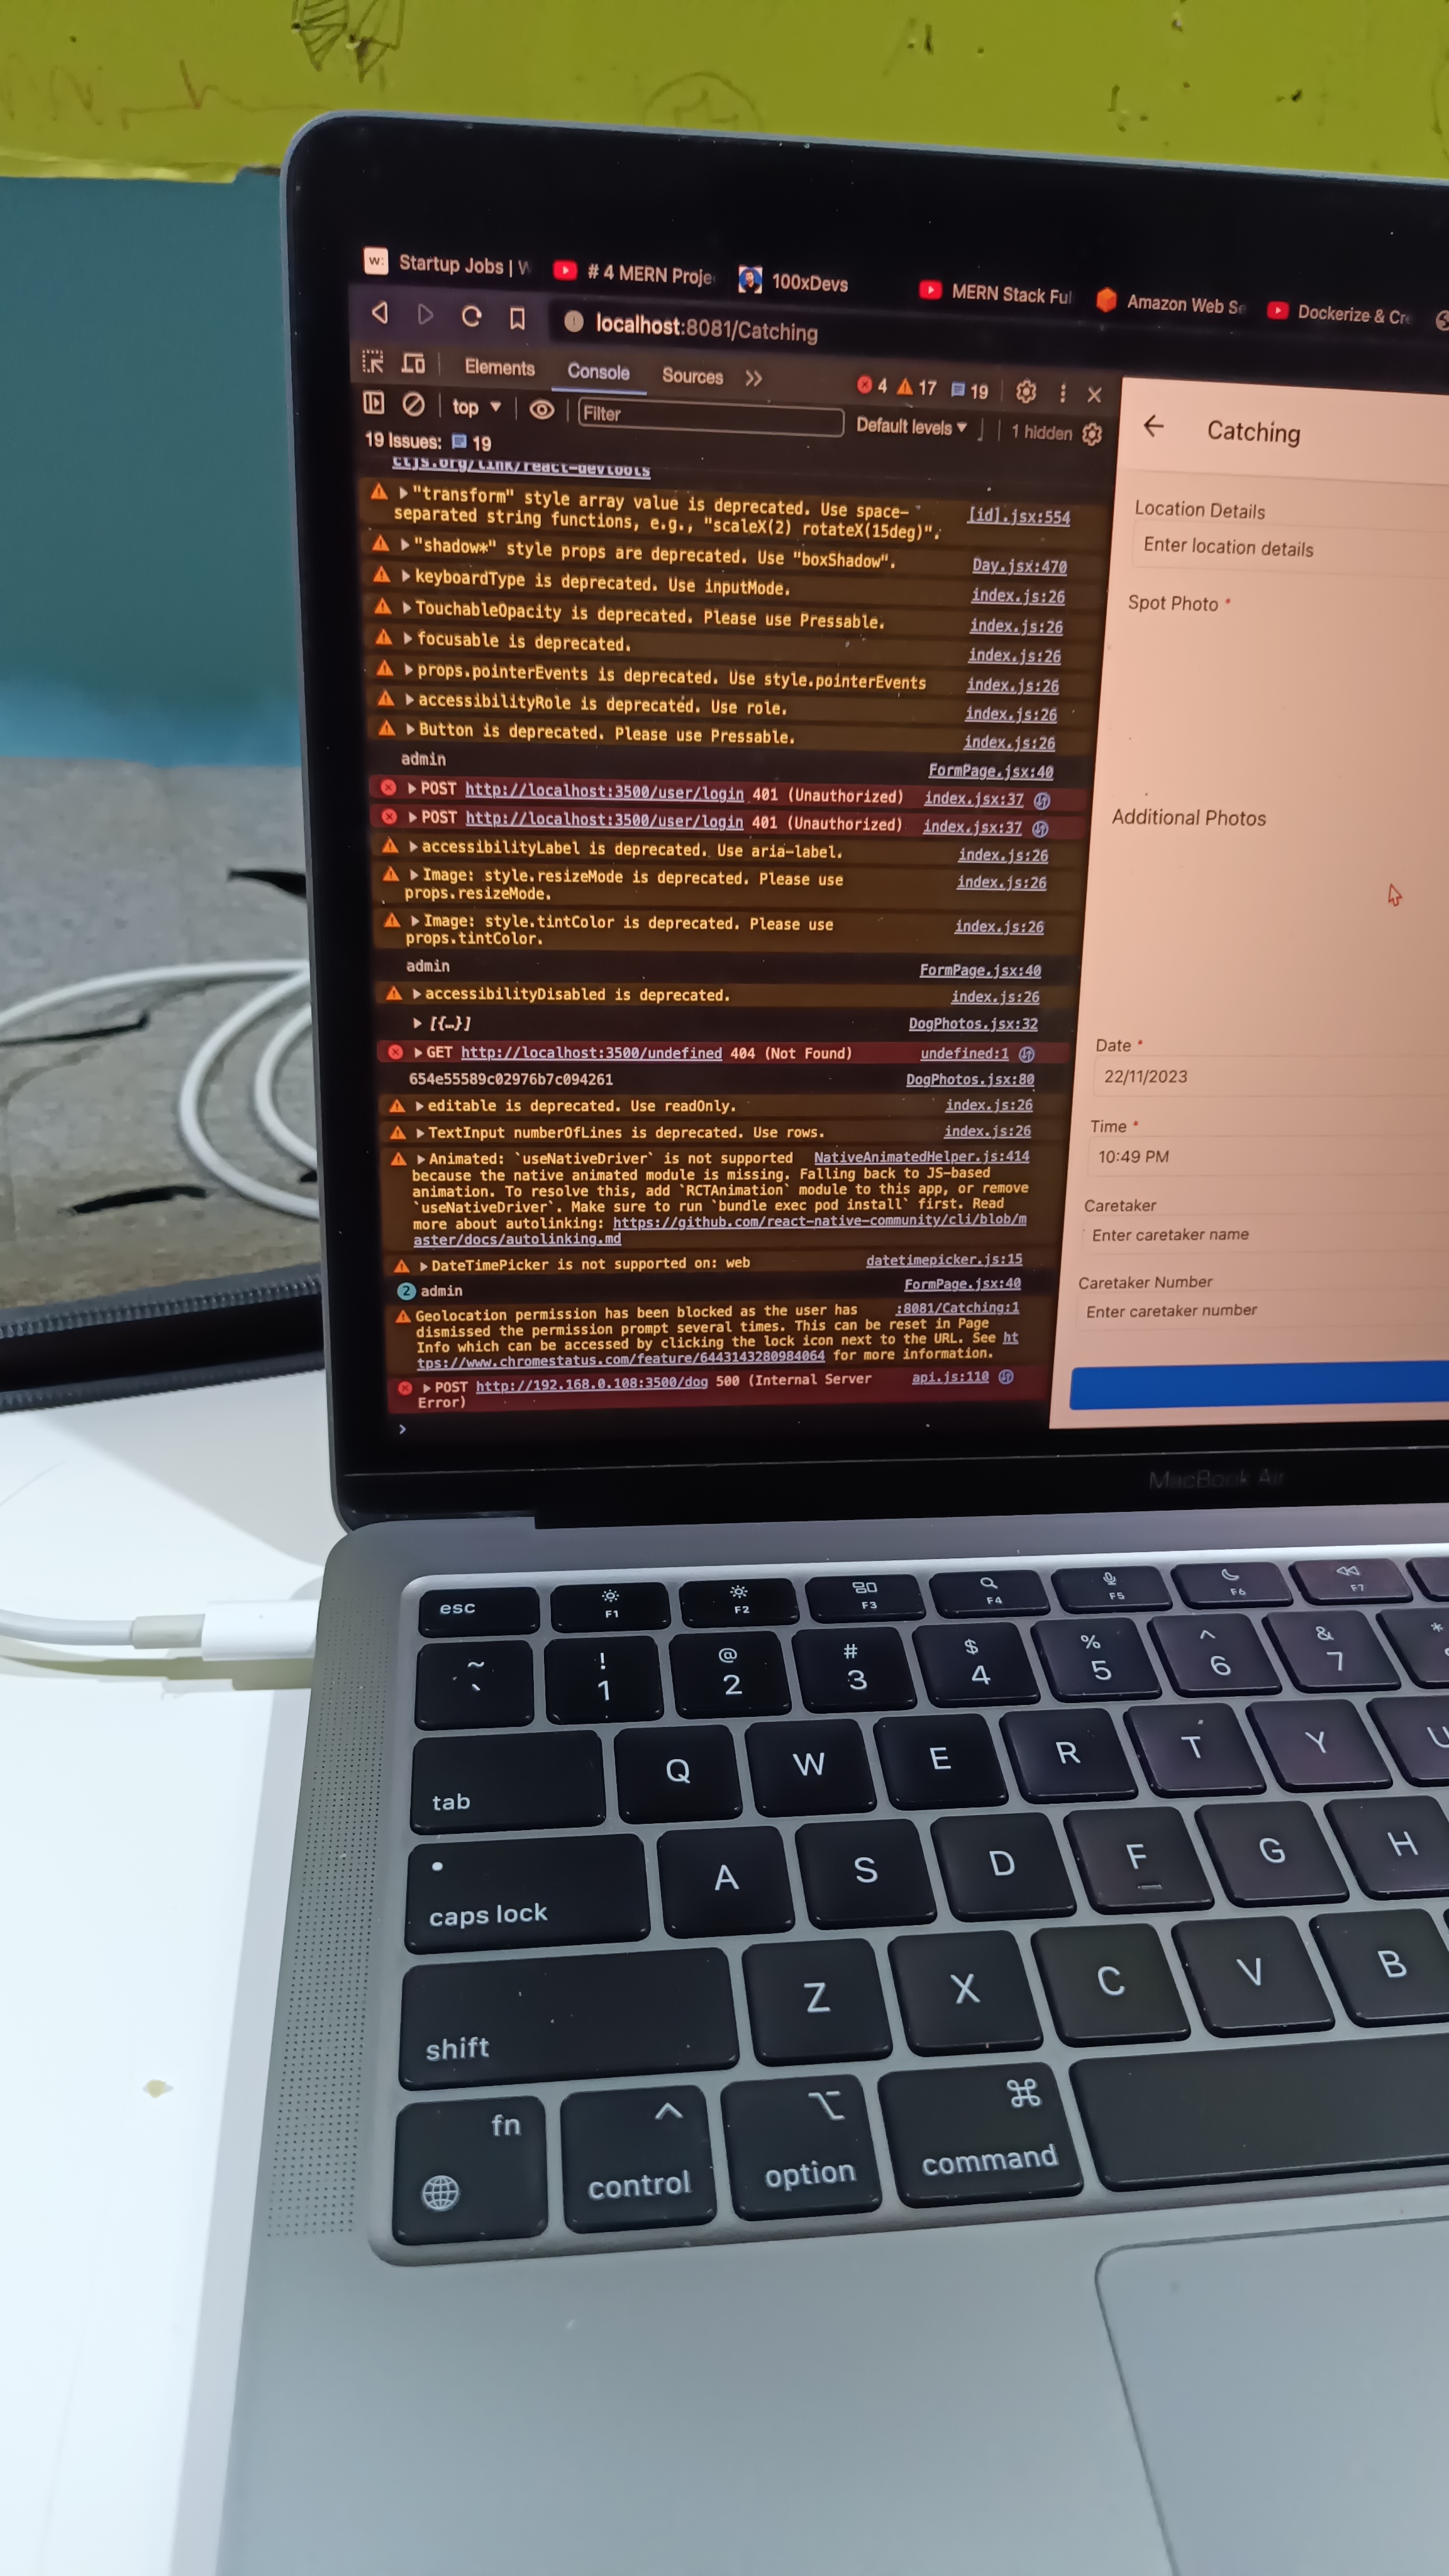 Startup Jobs | W
# 4 MERN Proje
100xDevs
MERN Stack Ful
Amazon Web Se
Dockerize & Cr
localhost:8081/Catching
Elements
Console
Sources
4
17
19
top
Filter
Default levels
1 hidden
19 Issues:
19
ctjs.org/link/react-devtools
"transform" style array value is deprecated. Use space-
separated string functions, e.g., "scaleX(2) rotateX(15deg)".
[id].jsx:554
"shadow*" style props are deprecated. Use "boxShadow".
Day.jsx:470
keyboardType is deprecated. Use inputMode.
index.js:26
TouchableOpacity is deprecated. Please use Pressable.
index.js:26
focusable is deprecated.
index.js:26
props.pointerEvents is deprecated. Use style.pointerEvents
index.js:26
accessibilityRole is deprecated. Use role.
index.js:26
Button is deprecated. Please use Pressable.
index.js:26
admin
FormPage.jsx:40
POST http://localhost:3500/user/login 401 (Unauthorized)
index.jsx:37
POST http://localhost:3500/user/login 401 (Unauthorized)
index.jsx:37
accessibilityLabel is deprecated. Use aria-label.
index.js:26
Image: style.resizeMode is deprecated. Please use
props.resizeMode.
index.js:26
Image: style.tintColor is deprecated. Please use
props.tintColor.
index.js:26
admin
FormPage.jsx:40
accessibilityDisabled is deprecated.
index.js:26
[{…}]
DogPhotos.jsx:32
GET http://localhost:3500/undefined 404 (Not Found)
undefined:1
654e55589c02976b7c094261
DogPhotos.jsx:80
editable is deprecated. Use readOnly.
index.js:26
TextInput numberOfLines is deprecated. Use rows.
index.js:26
Animated: `useNativeDriver` is not supported
NativeAnimatedHelper.js:414
because the native animated module is missing. Falling back to JS-based
animation. To resolve this, add `RCTAnimation` module to this app, or remove
`useNativeDriver`. Make sure to run `bundle exec pod install` first. Read
more about autolinking: https://github.com/react-native-community/cli/blob/m
aster/docs/autolinking.md
DateTimePicker is not supported on: web
datetimepicker.js:15
2 admin
FormPage.jsx:40
Geolocation permission has been blocked as the user has
:8081/Catching:1
dismissed the permission prompt several times. This can be reset in Page
Info which can be accessed by clicking the lock icon next to the URL. See ht
tps://www.chromestatus.com/feature/6443143280984064 for more information.
POST http://192.168.0.108:3500/dog 500 (Internal Server
Error)
api.js:110
Catching
Location Details
Enter location details
Spot Photo *
Additional Photos
Date *
22/11/2023
Time *
10:49 PM
Caretaker
Enter caretaker name
Caretaker Number
Enter caretaker number
MacBook Air
esc
F1
F2
F3
F4
F5
F6
F7
~ `
! 1
@ 2
# 3
$ 4
% 5
^ 6
& 7
*
tab
Q
W
E
R
T
Y
U
caps lock
A
S
D
F
G
H
shift
Z
X
C
V
B
fn
control
option
command